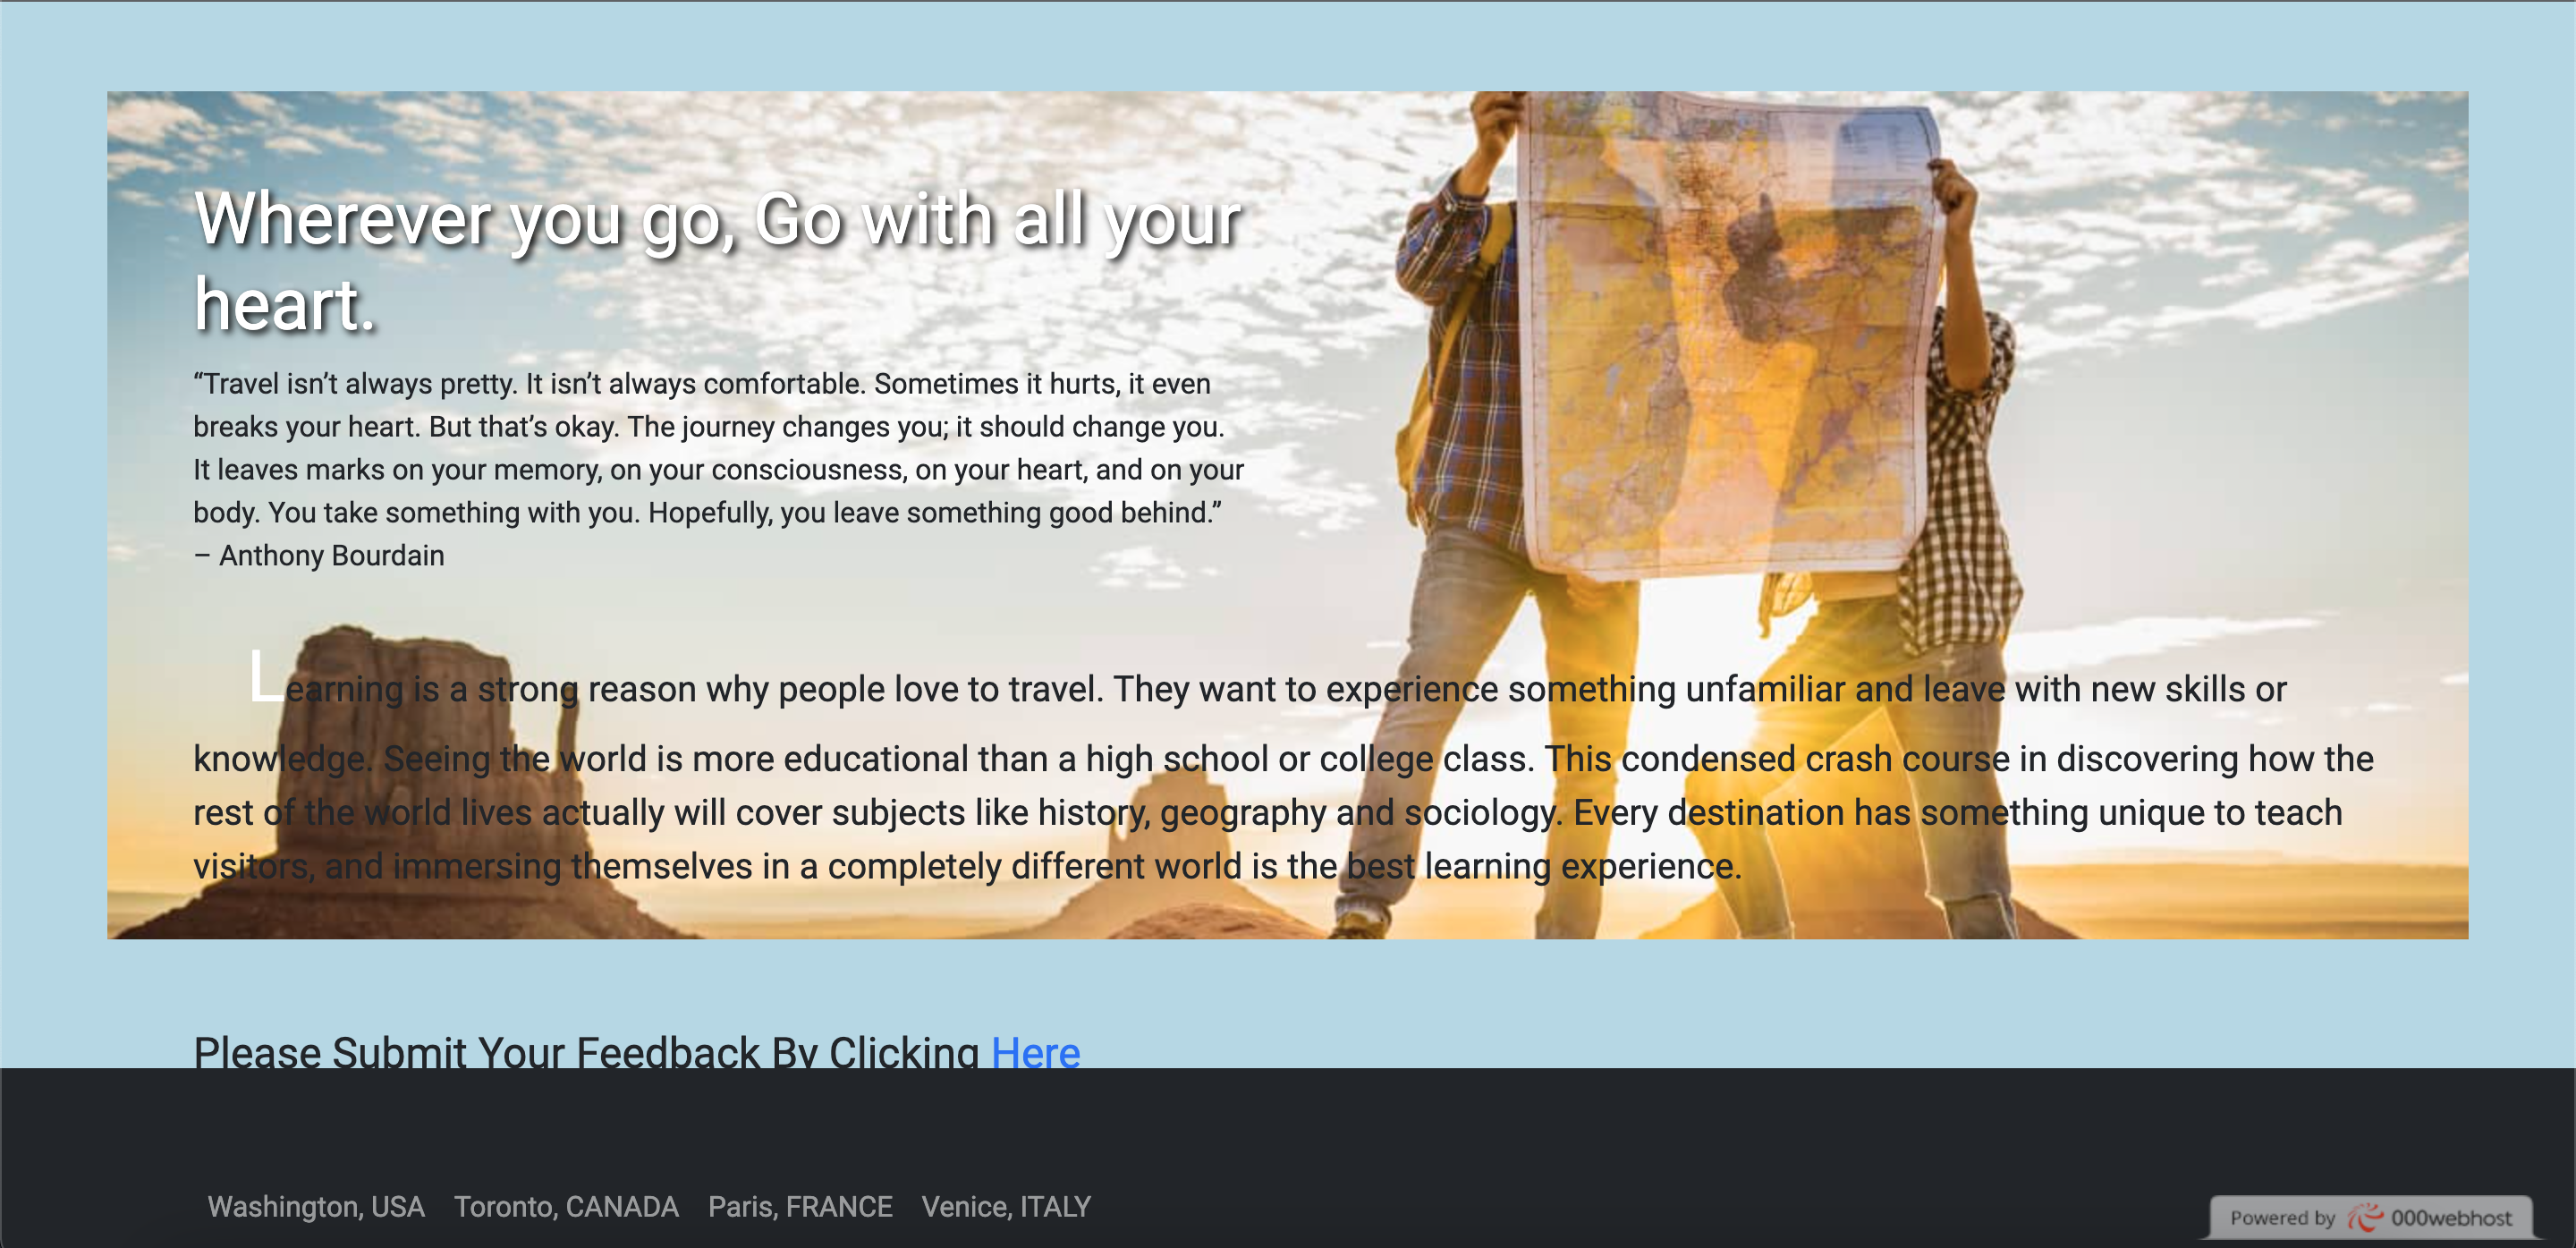 Wherever you go, Go with all your
heart.
“Travel isn’t always pretty. It isn’t always comfortable. Sometimes it hurts, it even
breaks your heart. But that’s okay. The journey changes you; it should change you.
It leaves marks on your memory, on your consciousness, on your heart, and on your
body. You take something with you. Hopefully, you leave something good behind.”
– Anthony Bourdain
Learning is a strong reason why people love to travel. They want to experience something unfamiliar and leave with new skills or
knowledge. Seeing the world is more educational than a high school or college class. This condensed crash course in discovering how the
rest of the world lives actually will cover subjects like history, geography and sociology. Every destination has something unique to teach
visitors, and immersing themselves in a completely different world is the best learning experience.
Please Submit Your Feedback By Clicking Here
Washington, USA Toronto, CANADA Paris, FRANCE Venice, ITALY
Powered by 000webhost